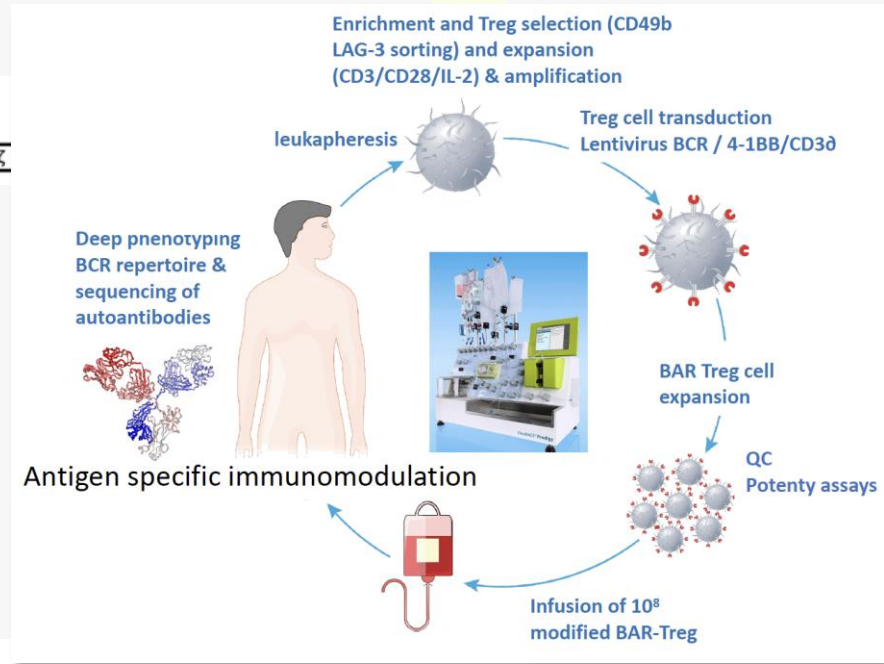 Enrichment and Treg selection (CD49b
LAG-3 sorting) and expansion
(CD3/CD28/IL-2) & amplification
leukapheresis
Treg cell transduction
Lentivirus BCR / 4-1BB/CD3∂
ζ
Deep pnenotyping
BCR repertoire &
sequencing of
autoantibodies
BAR Treg cell
expansion
Antigen specific immunomodulation
QC
Potenty assays
Infusion of 10⁸
modified BAR-Treg